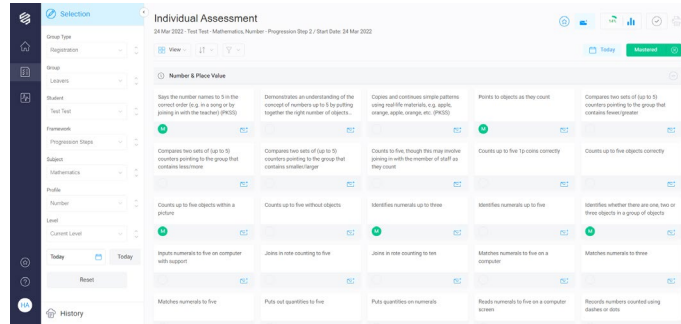 Selection
Group Type
Registration
Group
Leavers
Student
Test Test
Framework
Progression Steps
Subject
Mathematics
Profile
Number
Level
Current Level
Today
Today
Reset
History
HA
Individual Assessment
24 Mar 2022 - Test Test - Mathematics, Number - Progression Step 2 / Start Date: 24 Mar 2022
View
Today
Mastered
Number & Place Value
Says the number names to 5 in the
correct order (e.g. in a song or by
joining in with the teacher) (PKSS)
M
Demonstrates an understanding of the
concept of numbers up to 5 by putting
together the right number of objects...
Copies and continues simple patterns
using real-life materials, e.g. apple,
orange, apple, orange, etc. (PKSS)
Points to objects as they count
M
Compares two sets of (up to 5)
counters pointing to the group that
contains fewer/greater
Compares two sets of (up to 5)
counters pointing to the group that
contains less/more
Compares two sets of (up to 5)
counters pointing to the group that
contains smaller/larger
Counts to five, though this may involve
joining in with the member of staff as
they count
Counts up to five 1p coins correctly
Counts up to five objects correctly
Counts up to five objects within a
picture
M
Counts up to five without objects
Identifies numerals up to three
M
Identifies numerals up to five
Identifies whether there are one, two or
three objects in a group of objects
M
Inputs numerals to five on computer
with support
Joins in rote counting to five
Joins in rote counting to ten
Matches numerals to five on a
computer
Matches numerals to three
Matches numerals to five
Puts out quantities to five
Puts quantities on numerals
Reads numerals to five on a computer
screen
Records numbers counted using
dashes or dots